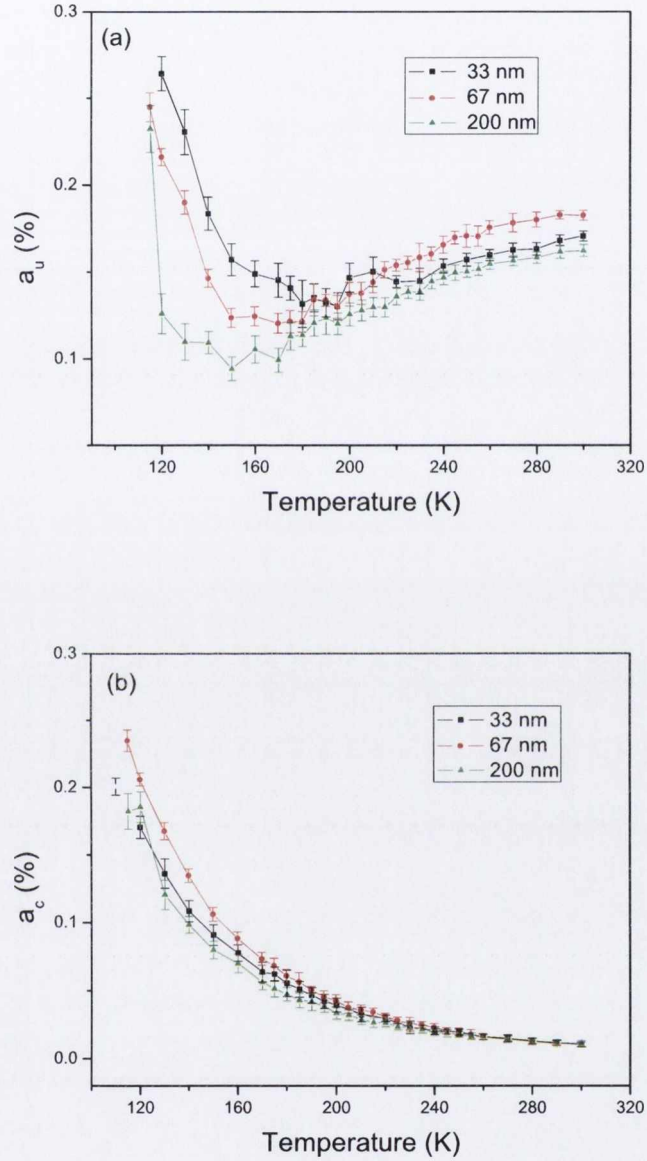 (a)
33 nm
67 nm
200 nm
0.3
0.2
0.1
a_u (%)
120 160 200 240 280 320
Temperature (K)
(b)
33 nm
67 nm
200 nm
0.3
0.2
0.1
0.0
a_c (%)
120 160 200 240 280 320
Temperature (K)